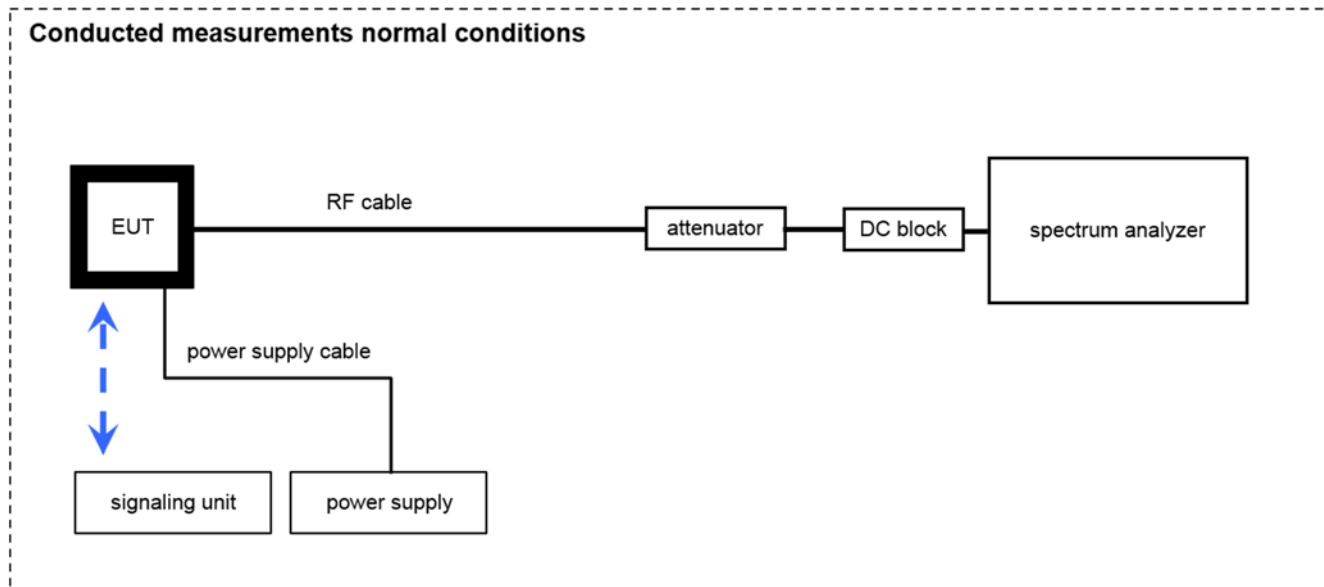 Conducted measurements normal conditions
RF cable
EUT
attenuator
DC block
spectrum analyzer
power supply cable
signaling unit
power supply